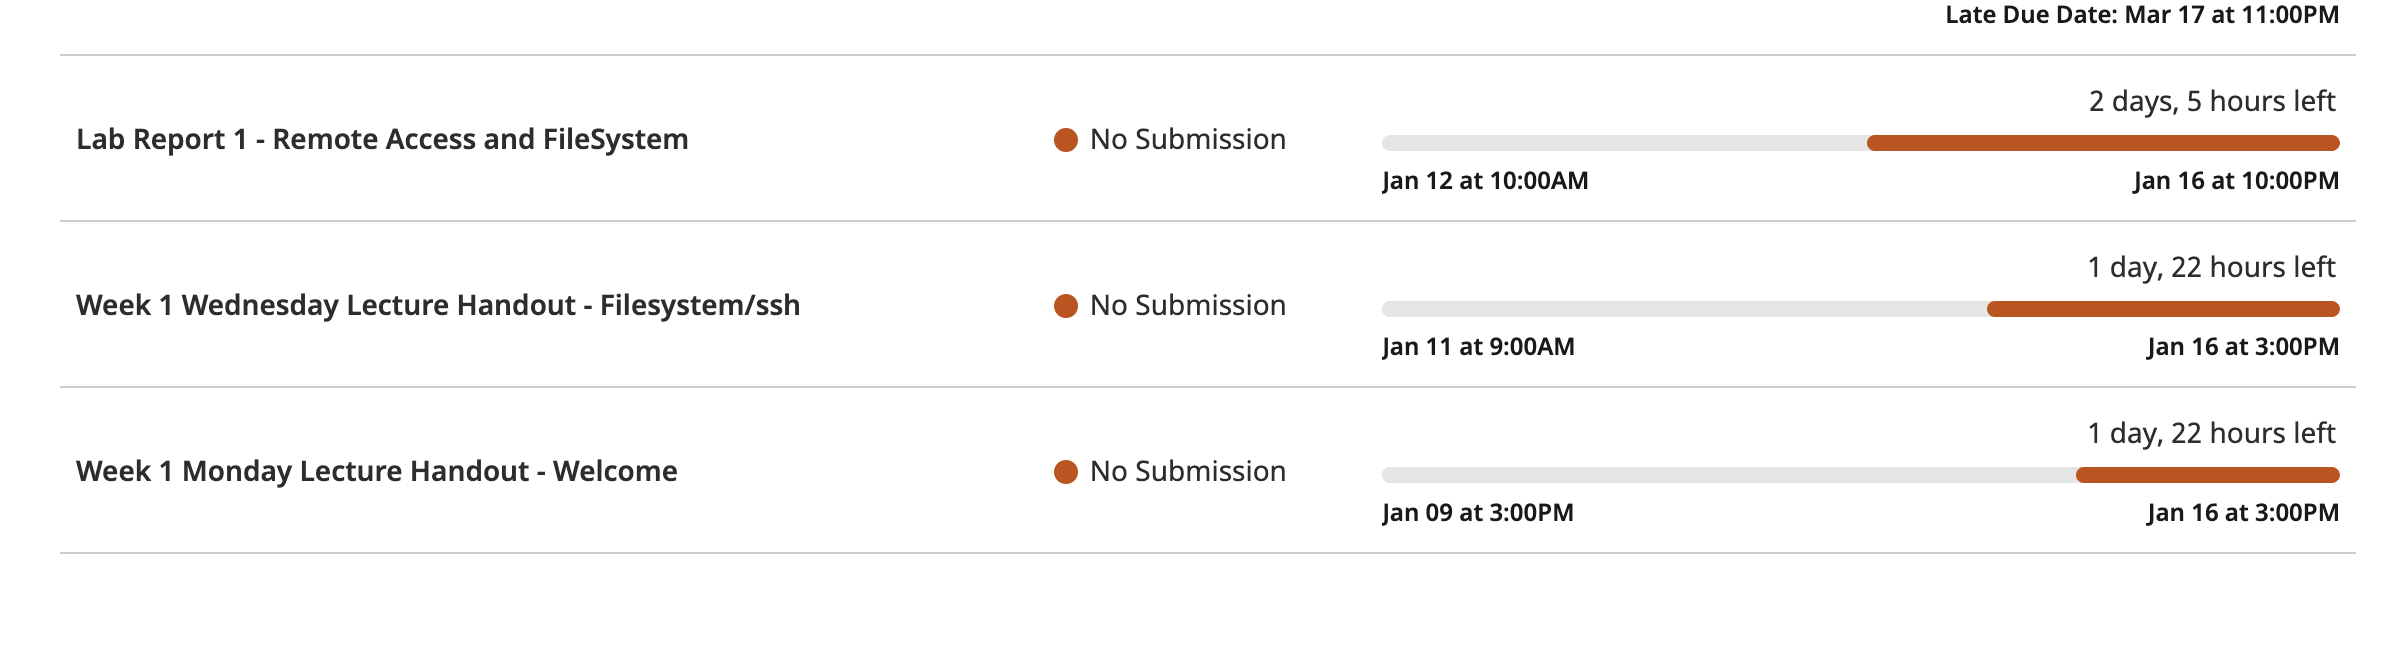 Late Due Date: Mar 17 at 11:00PM
2 days, 5 hours left
Lab Report 1 - Remote Access and FileSystem
No Submission
Jan 12 at 10:00AM
Jan 16 at 10:00PM
1 day, 22 hours left
Week 1 Wednesday Lecture Handout - Filesystem/ssh
No Submission
Jan 11 at 9:00AM
Jan 16 at 3:00PM
1 day, 22 hours left
Week 1 Monday Lecture Handout - Welcome
No Submission
Jan 09 at 3:00PM
Jan 16 at 3:00PM